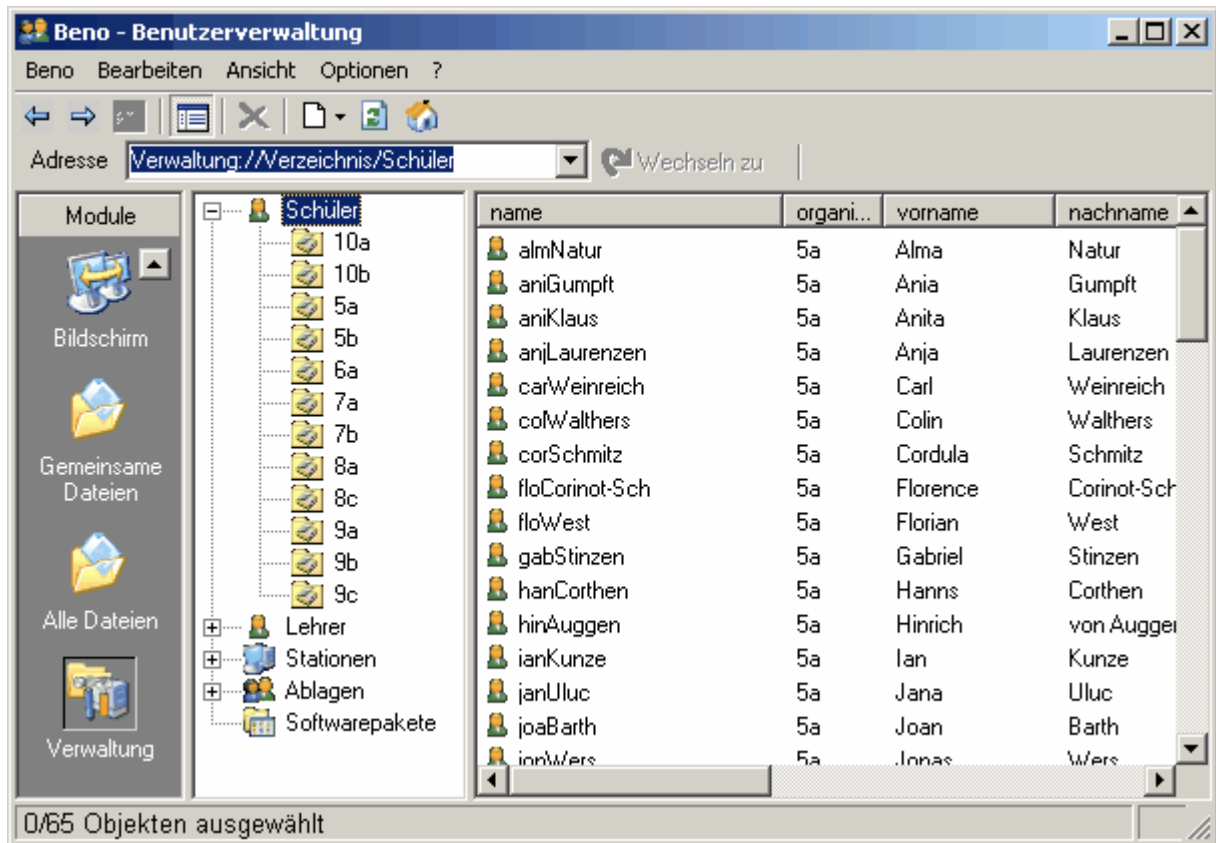 Beno - Benutzerverwaltung
Beno Bearbeiten Ansicht Optionen ?
Adresse Verwaltung://Verzeichnis/Schüler Wechseln zu
Module
Bildschirm
Gemeinsame
Dateien
Alle Dateien
Verwaltung
Schüler
10a
10b
5a
5b
6a
7a
7b
8a
8c
9a
9b
9c
Lehrer
Stationen
Ablagen
Softwarepakete
name organi... vorname nachname
almNatur 5a Alma Natur
aniGumpft 5a Ania Gumpft
aniKlaus 5a Anita Klaus
anjLaurenzen 5a Anja Laurenzen
carWeinreich 5a Carl Weinreich
colWalthers 5a Colin Walthers
corSchmitz 5a Cordula Schmitz
floCorinot-Sch 5a Florence Corinot-Sch
floWest 5a Florian West
gabStinzen 5a Gabriel Stinzen
hanCorthen 5a Hanns Corthen
hinAuggen 5a Hinrich von Auggen
ianKunze 5a Ian Kunze
janUluc 5a Jana Uluc
joaBarth 5a Joan Barth
jonWers 5a Jonas Wers
0/65 Objekten ausgewählt